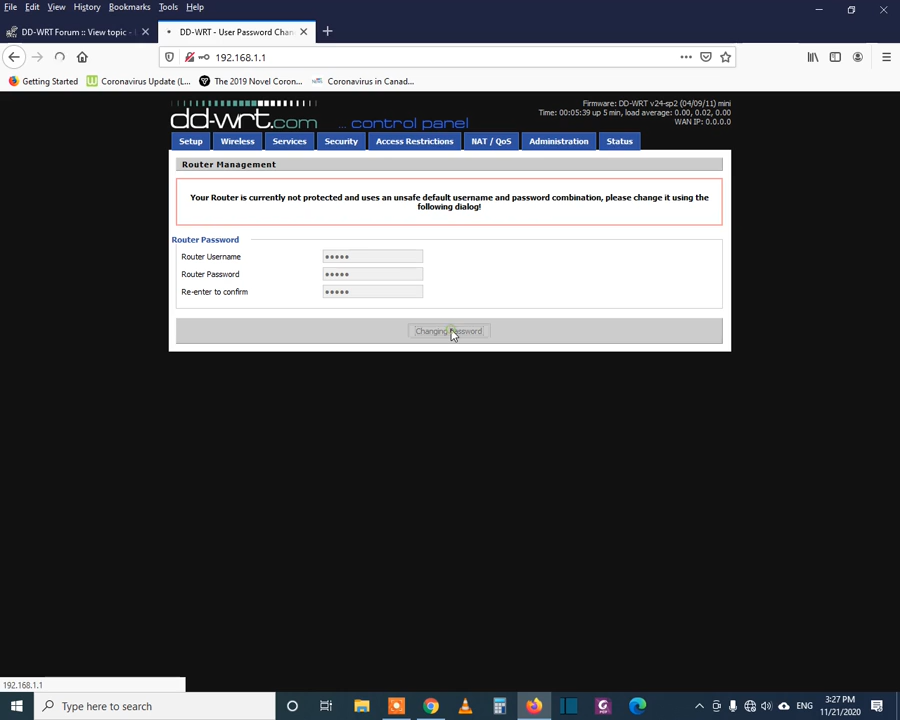 File Edit View History Bookmarks Tools Help
DD-WRT Forum :: View topic -
DD-WRT - User Password Chan
192.168.1.1
Getting Started
Coronavirus Update (L...
The 2019 Novel Coron...
Coronavirus in Canad...
dd-wrt.com ... control panel
Firmware: DD-WRT v24-sp2 (04/09/11) mini
Time: 00:05:39 up 5 min, load average: 0.00, 0.02, 0.00
WAN IP: 0.0.0.0
Setup Wireless Services Security Access Restrictions NAT / QoS Administration Status
Router Management
Your Router is currently not protected and uses an unsafe default username and password combination, please change it using the
following dialog!
Router Password
Router Username
Router Password
Re-enter to confirm
Changing Password
192.168.1.1
Type here to search
ENG
3:27 PM
11/21/2020